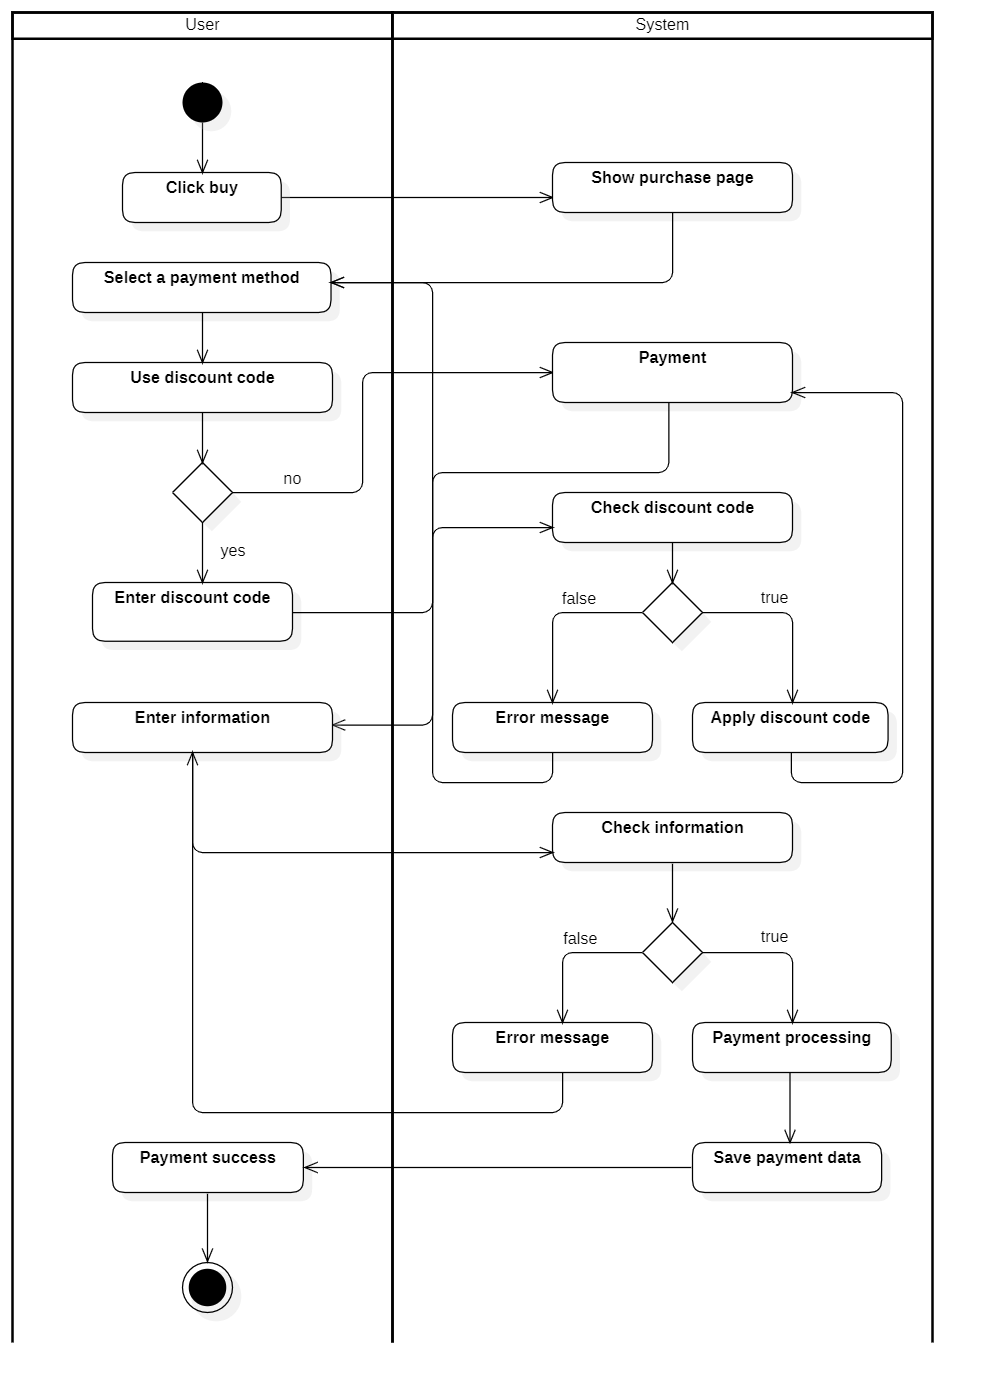 User
System
Click buy
Show purchase page
Select a payment method
Payment
Use discount code
no
Check discount code
yes
Enter discount code
false
true
Enter information
Error message
Apply discount code
Check information
false
true
Error message
Payment processing
Payment success
Save payment data